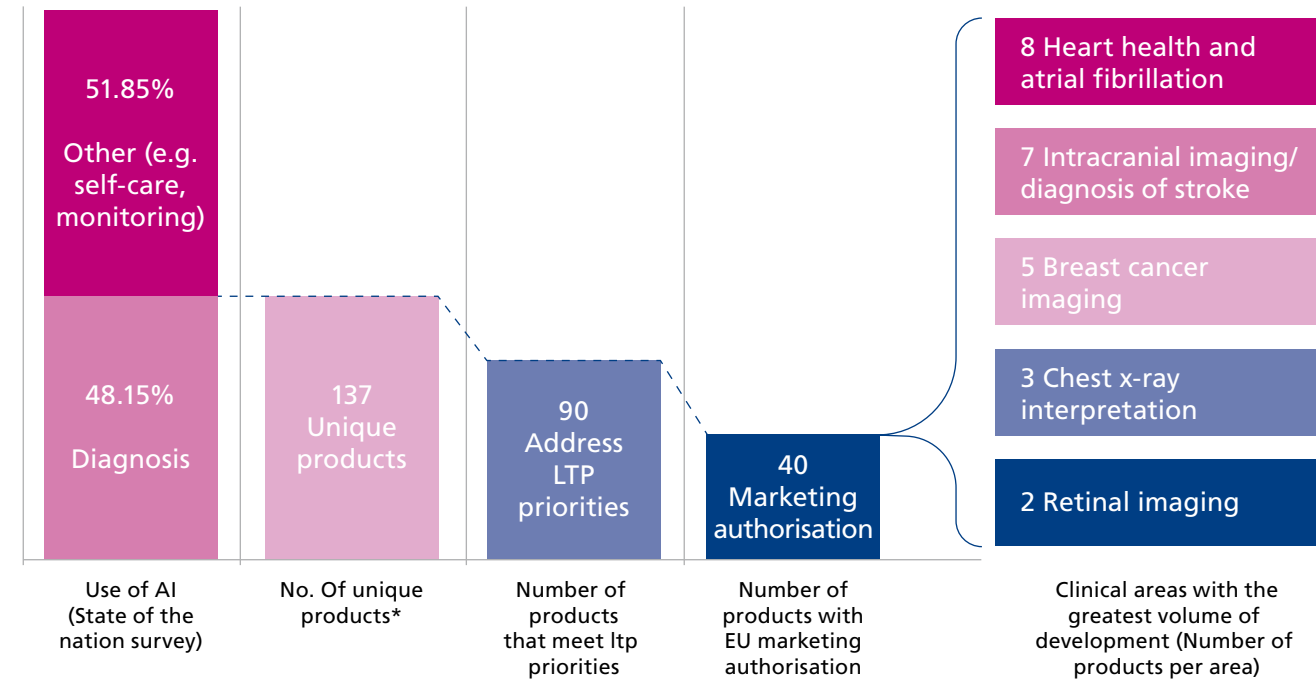 51.85%
Other (e.g.
self-care,
monitoring)
48.15%
Diagnosis
137
Unique
products
90
Address
LTP
priorities
40
Marketing
authorisation
8 Heart health and
atrial fibrillation
7 Intracranial imaging/
diagnosis of stroke
5 Breast cancer
imaging
3 Chest x-ray
interpretation
2 Retinal imaging
Use of AI
(State of the
nation survey)
No. Of unique
products*
Number of
products
that meet ltp
priorities
Number of
products with
EU marketing
authorisation
Clinical areas with the
greatest volume of
development (Number of
products per area)